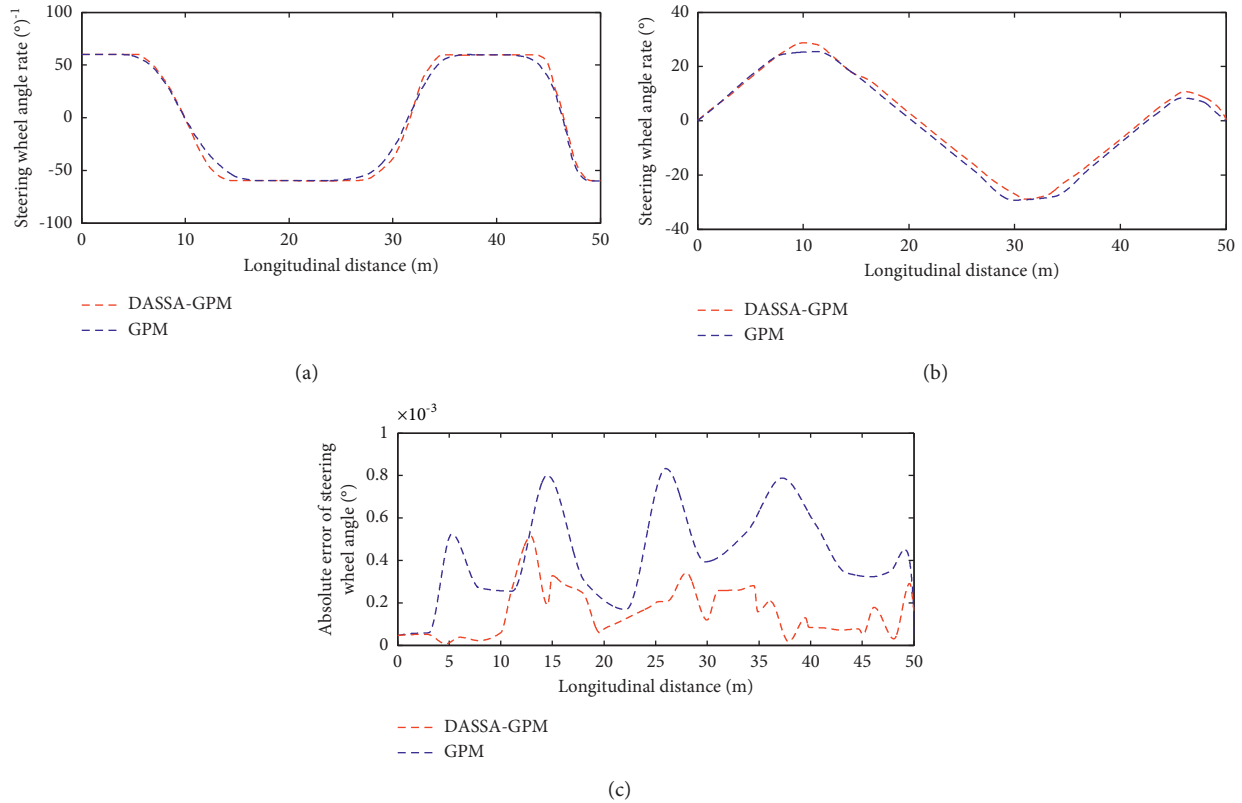 100
50
0
-50
-100
Steering wheel angle rate (°)-1
0 10 20 30 40 50
Longitudinal distance (m)
DASSA-GPM
GPM
(a)
40
20
0
-20
-40
Steering wheel angle rate (°)
0 10 20 30 40 50
Longitudinal distance (m)
DASSA-GPM
GPM
(b)
×10-3
1
0.8
0.6
0.4
0.2
0
Absolute error of steering
wheel angle (°)
0 5 10 15 20 25 30 35 40 45 50
Longitudinal distance (m)
DASSA-GPM
GPM
(c)